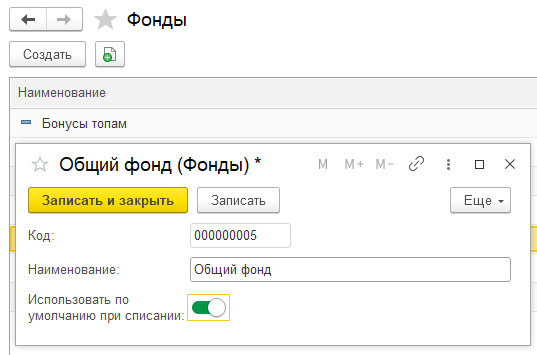 Фонды
Создать
Наименование
Бонусы топам
Общий фонд (Фонды) *
M M+ M−
Записать и закрыть Записать Еще
Код: 000000005
Наименование: Общий фонд
Использовать по
умолчанию при списании: